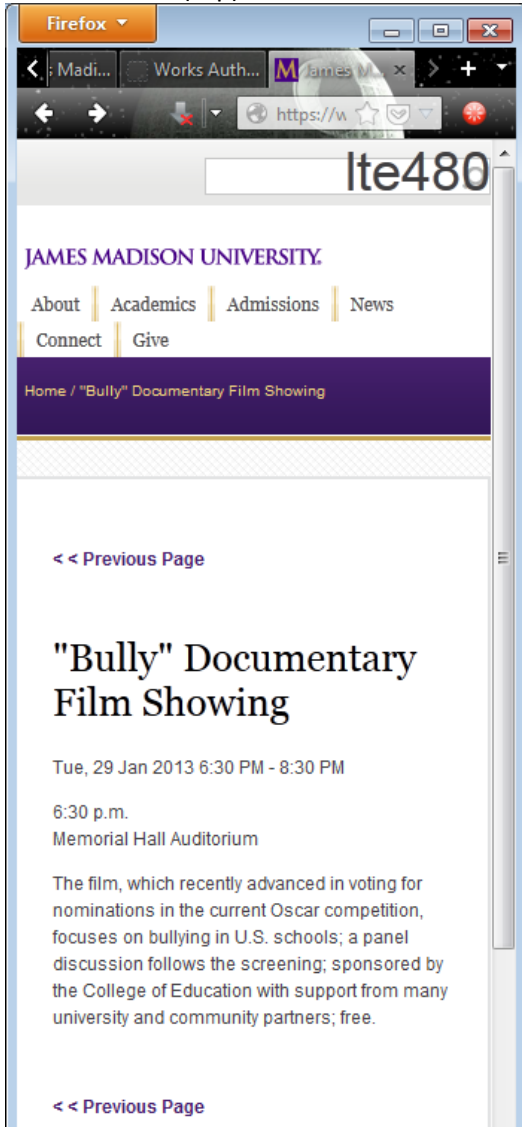 Firefox
s Madi...
Works Auth...
James M...
https://w
lte480
JAMES MADISON UNIVERSITY.
About
Academics
Admissions
News
Connect
Give
Home / "Bully" Documentary Film Showing
< < Previous Page
"Bully" Documentary
Film Showing
Tue, 29 Jan 2013 6:30 PM - 8:30 PM
6:30 p.m.
Memorial Hall Auditorium
The film, which recently advanced in voting for
nominations in the current Oscar competition,
focuses on bullying in U.S. schools; a panel
discussion follows the screening; sponsored by
the College of Education with support from many
university and community partners; free.
< < Previous Page